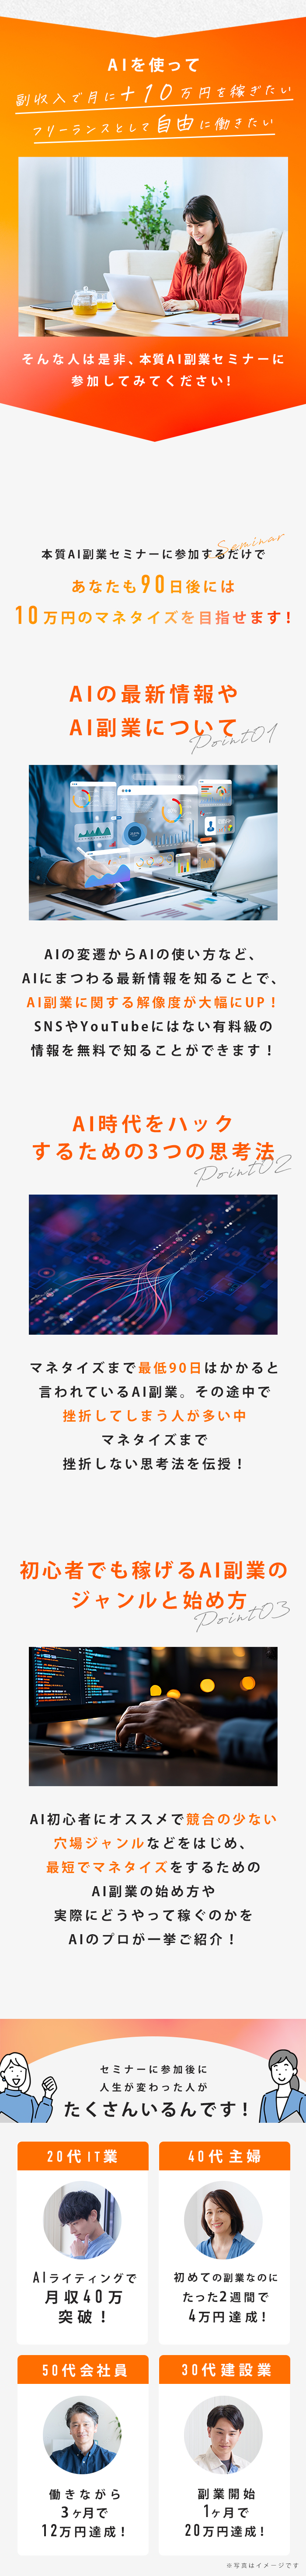 AIを使って
副収入で月に＋10万円を稼ぎたい
フリーランスとして自由に働きたい
そんな人は是非、本質AI副業セミナーに
参加してみてください！
Seminar
本質AI副業セミナーに参加するだけで
あなたも90日後には
10万円のマネタイズを目指せます！
AIの最新情報や
AI副業について
Point01
AIの変遷からAIの使い方など、
AIにまつわる最新情報を知ることで、
AI副業に関する解像度が大幅にUP！
SNSやYouTubeにはない有料級の
情報を無料で知ることができます！
AI時代をハック
するための3つの思考法
Point02
マネタイズまで最低90日はかかると
言われているAI副業。その途中で
挫折してしまう人が多い中
マネタイズまで
挫折しない思考法を伝授！
初心者でも稼げるAI副業の
ジャンルと始め方
Point03
AI初心者にオススメで競合の少ない
穴場ジャンルなどをはじめ、
最短でマネタイズをするための
AI副業の始め方や
実際にどうやって稼ぐのかを
AIのプロが一挙ご紹介！
セミナーに参加後に
人生が変わった人が
たくさんいるんです！
20代IT業
AIライティングで
月収40万
突破！
40代主婦
初めての副業なのに
たった2週間で
4万円達成！
50代会社員
働きながら
3ヶ月で
12万円達成！
30代建設業
副業開始
1ヶ月で
20万円達成！
※写真はイメージです